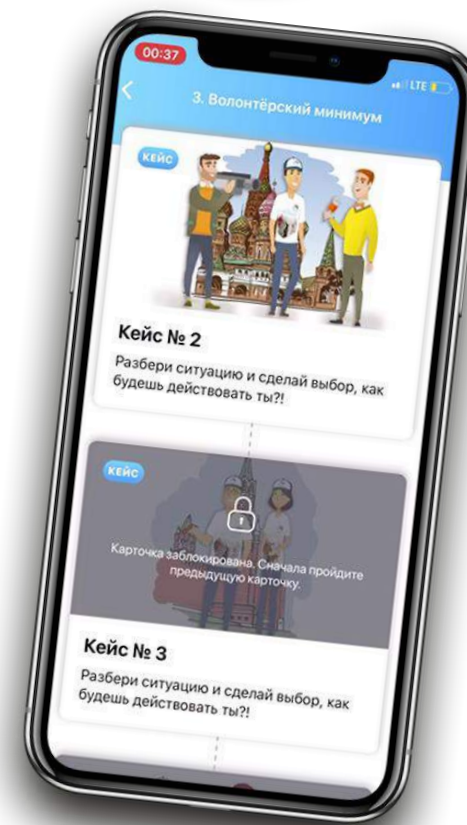 00:37
LTE
3. Волонтёрский минимум
КЕЙС
Кейс № 2
Разбери ситуацию и сделай выбор, как
будешь действовать ты?!
КЕЙС
Карточка заблокирована. Сначала пройдите
предыдущую карточку.
Кейс № 3
Разбери ситуацию и сделай выбор, как
будешь действовать ты?!